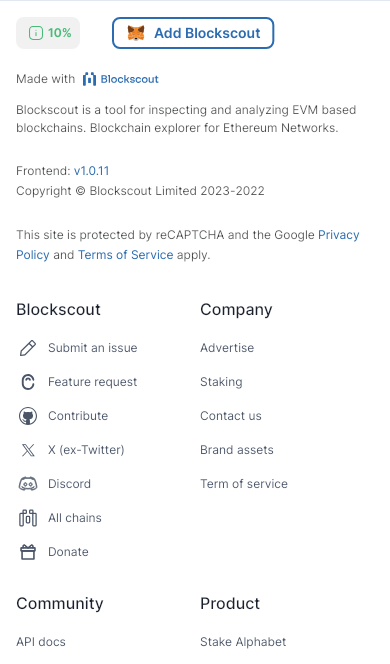 10%
Add Blockscout
Made with Blockscout
Blockscout is a tool for inspecting and analyzing EVM based
blockchains. Blockchain explorer for Ethereum Networks.
Frontend: v1.0.11
Copyright © Blockscout Limited 2023-2022
This site is protected by reCAPTCHA and the Google Privacy
Policy and Terms of Service apply.
Blockscout
Submit an issue
Feature request
Contribute
X (ex-Twitter)
Discord
All chains
Donate
Company
Advertise
Staking
Contact us
Brand assets
Term of service
Community
API docs
Product
Stake Alphabet